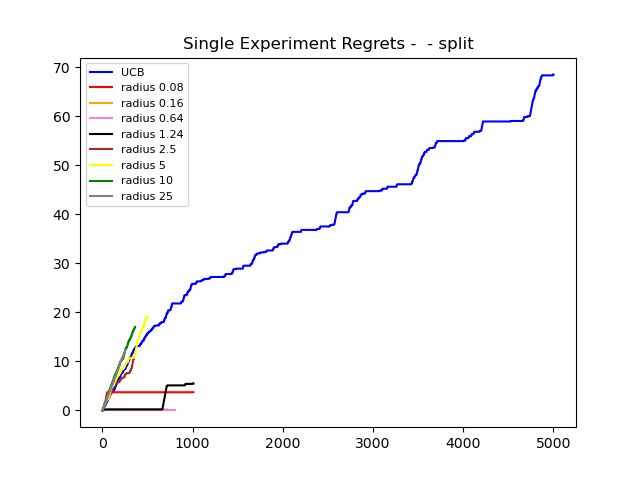 Single Experiment Regrets -  - split
70
60
50
40
30
20
10
0
UCB
radius 0.08
radius 0.16
radius 0.64
radius 1.24
radius 2.5
radius 5
radius 10
radius 25
0 1000 2000 3000 4000 5000